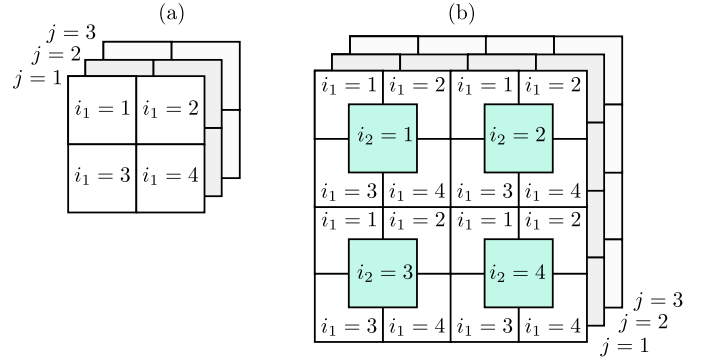 (a)
j = 3
j = 2
j = 1
i₁ = 1 i₁ = 2
i₁ = 3 i₁ = 4
(b)
i₁ = 1 i₁ = 2 i₁ = 1 i₁ = 2
i₂ = 1 i₂ = 2
i₁ = 3 i₁ = 4 i₁ = 3 i₁ = 4
i₁ = 1 i₁ = 2 i₁ = 1 i₁ = 2
i₂ = 3 i₂ = 4
i₁ = 3 i₁ = 4 i₁ = 3 i₁ = 4
j = 3
j = 2
j = 1